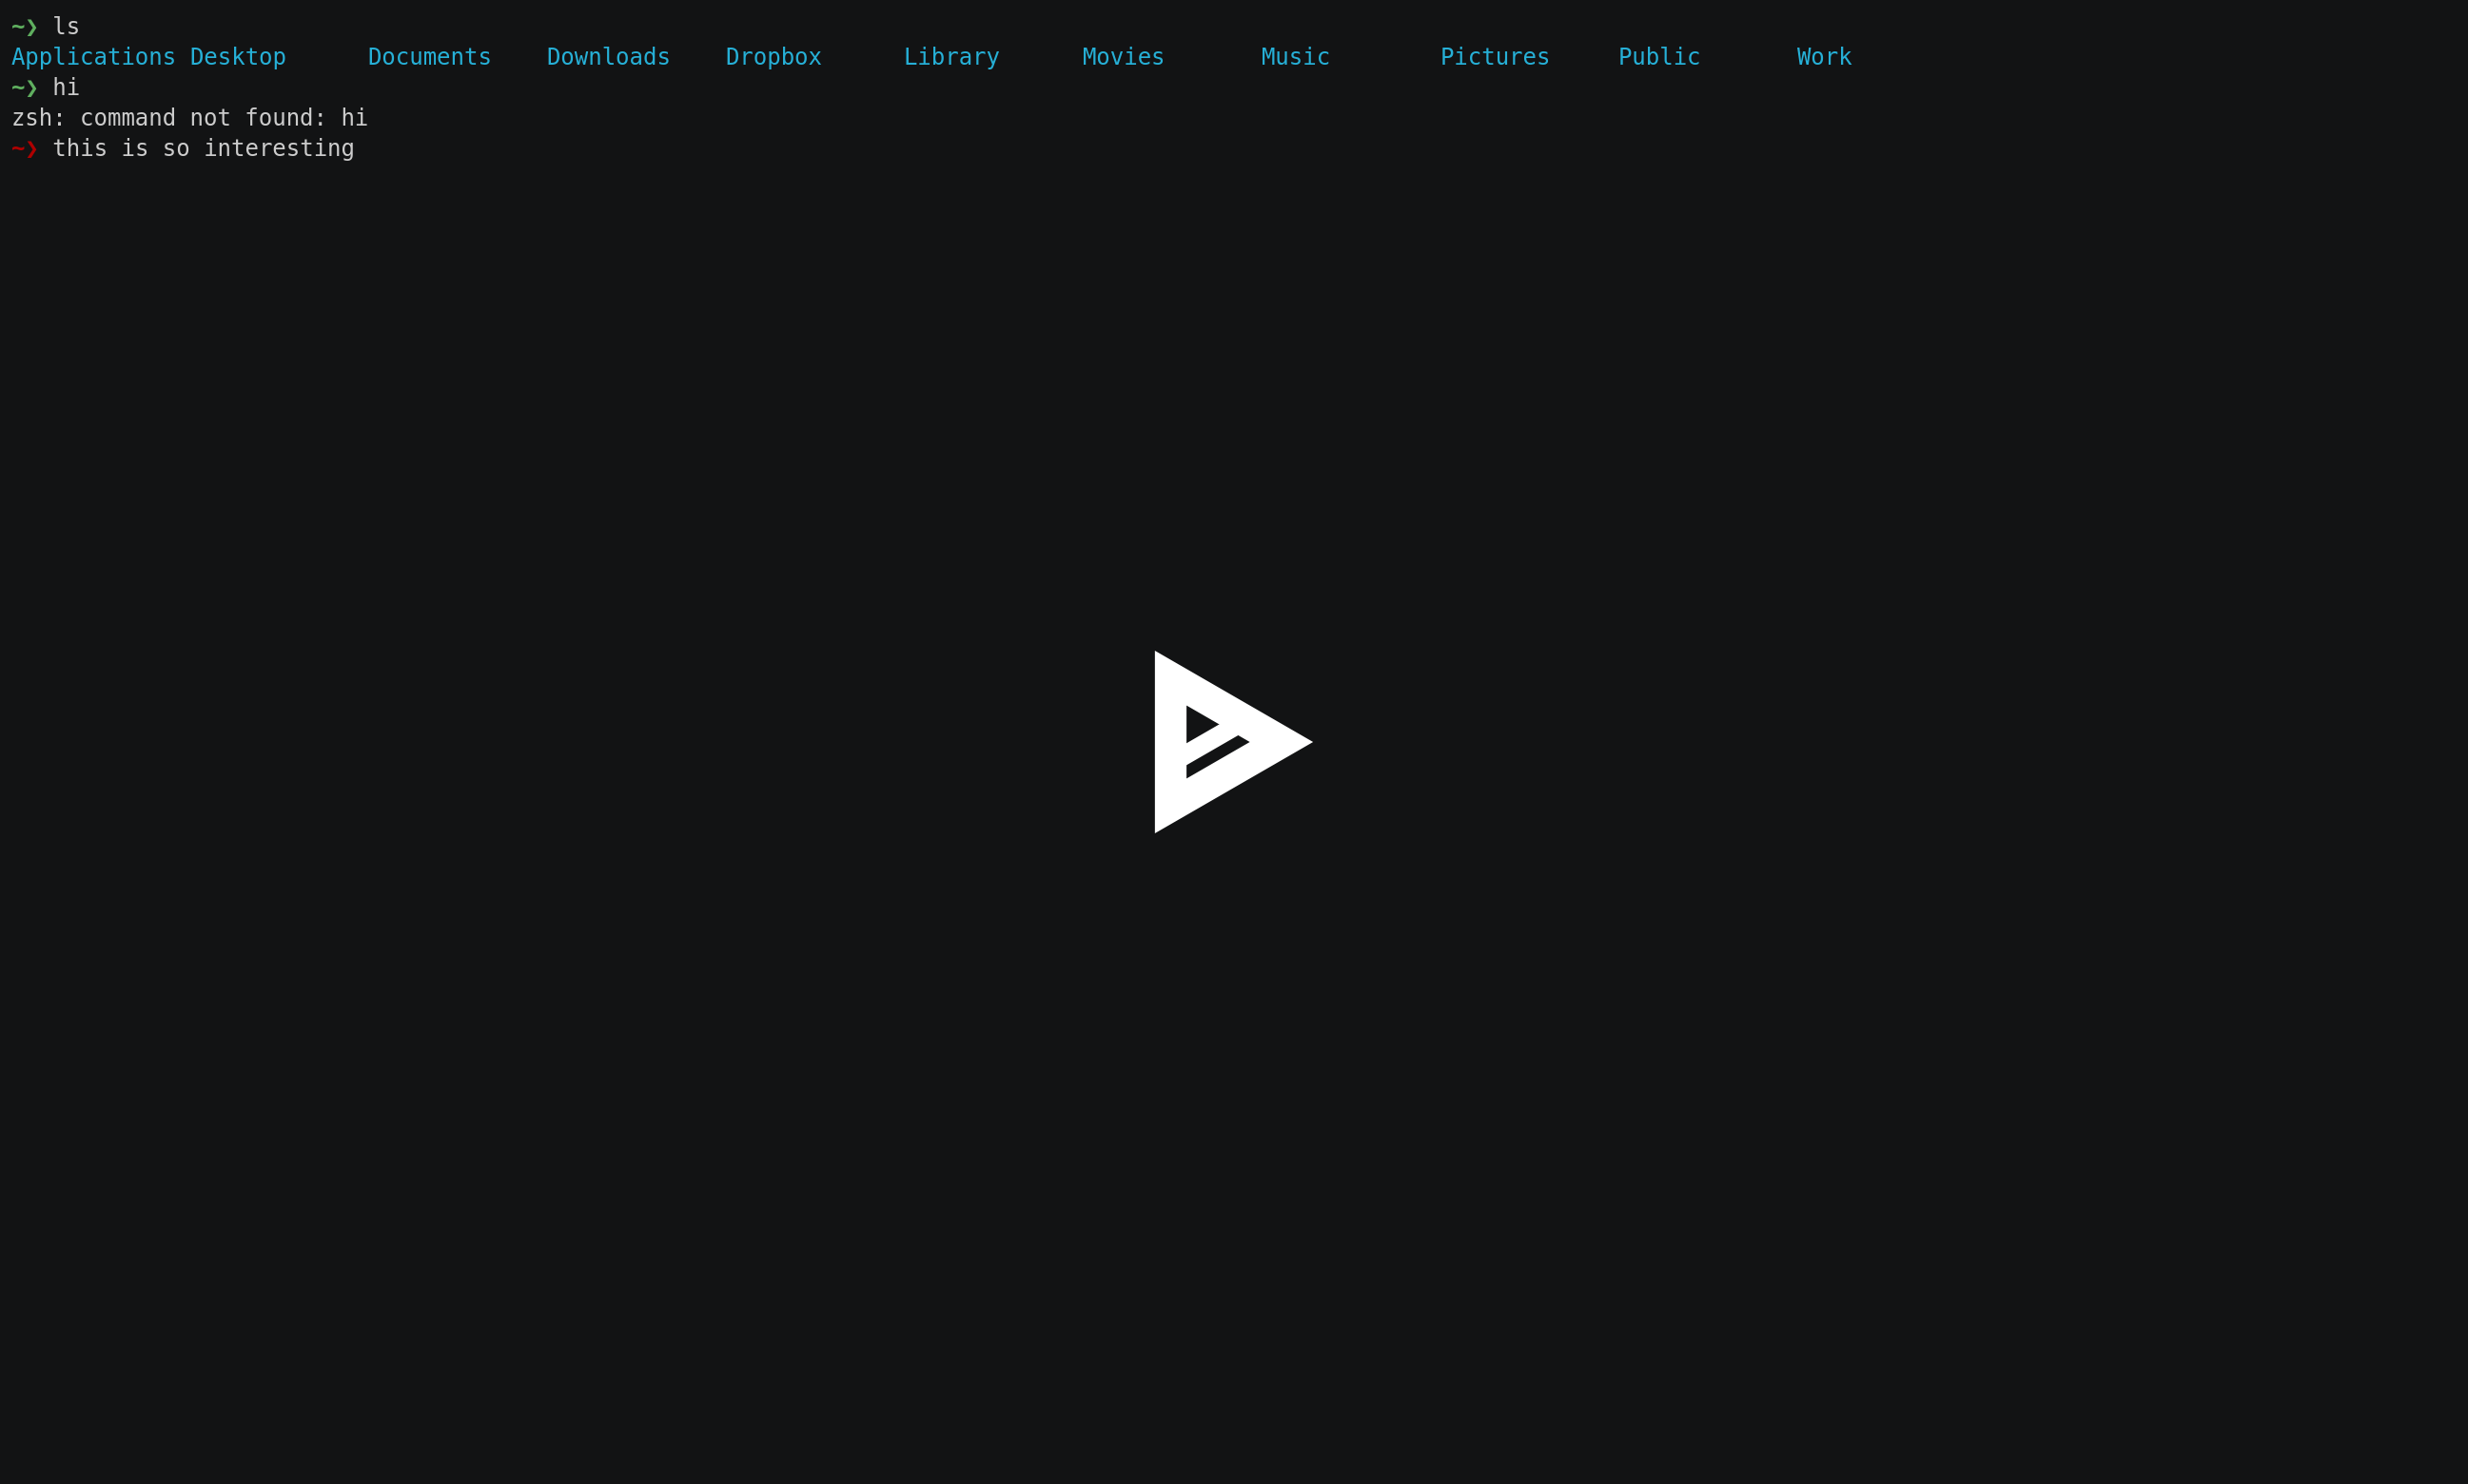 ~❯ ls
Applications Desktop Documents Downloads Dropbox Library Movies Music Pictures Public Work
~❯ hi
zsh: command not found: hi
~❯ this is so interesting